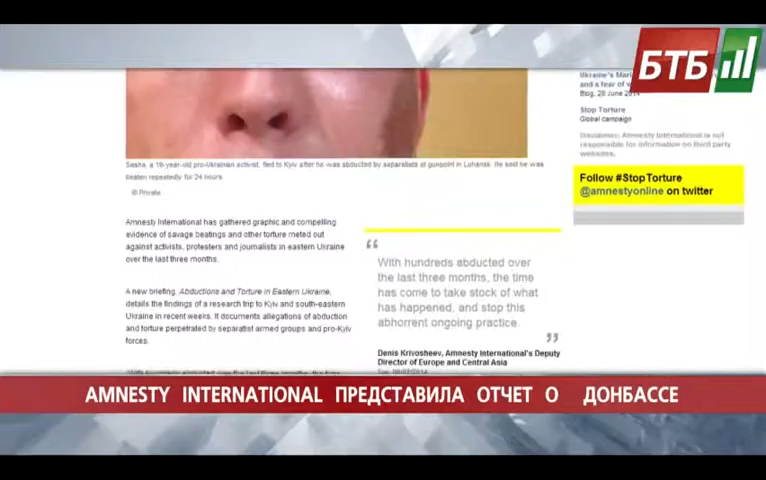 БТБ
Ukraine's Mari
and a fear of
Blog, 28 June 2014
Stop Torture
Global campaign
Disclaimer: Amnesty International is not
responsible for information on third party
websites.
Follow #StopTorture
@amnestyonline on twitter
Sasha, a 19-year-old pro-Ukrainian activist, fled to Kyiv after he was abducted by separatists at gunpoint in Luhansk. He said he was
beaten repeatedly for 24 hours
© Private
Amnesty International has gathered graphic and compelling
evidence of savage beatings and other torture meted out
against activists, protesters and journalists in eastern Ukraine
over the last three months.
A new briefing, Abductions and Torture in Eastern Ukraine,
details the findings of a research trip to Kyiv and south-eastern
Ukraine in recent weeks. It documents allegations of abduction
and torture perpetrated by separatist armed groups and pro-Kyiv
forces.
“
With hundreds abducted over
the last three months, the time
has come to take stock of what
has happened, and stop this
abhorrent ongoing practice.
”
Denis Krivosheev, Amnesty International's Deputy
Director of Europe and Central Asia
AMNESTY INTERNATIONAL ПРЕДСТАВИЛА ОТЧЕТ О ДОНБАССЕ